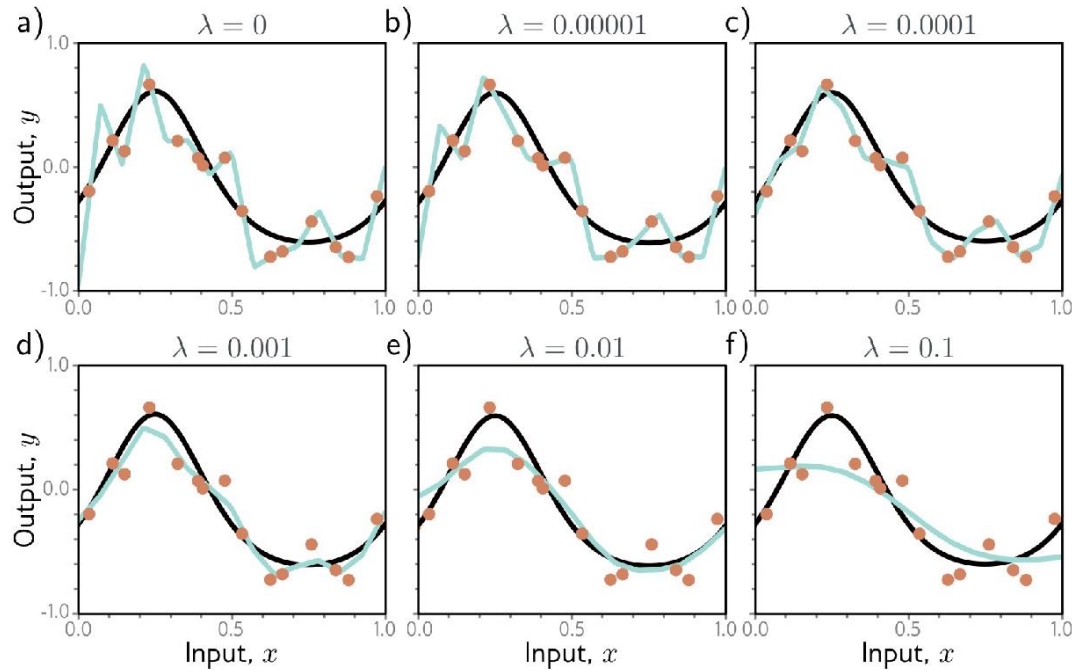 a) λ = 0
b) λ = 0.00001
c) λ = 0.0001
1.0
0.0
-1.0
Output, y
0.0 0.5 1.0
0.0 0.5 1.0
0.0 0.5 1.0
d) λ = 0.001
e) λ = 0.01
f) λ = 0.1
1.0
0.0
-1.0
Output, y
0.0 0.5 1.0
0.0 0.5 1.0
0.0 0.5 1.0
Input, x
Input, x
Input, x